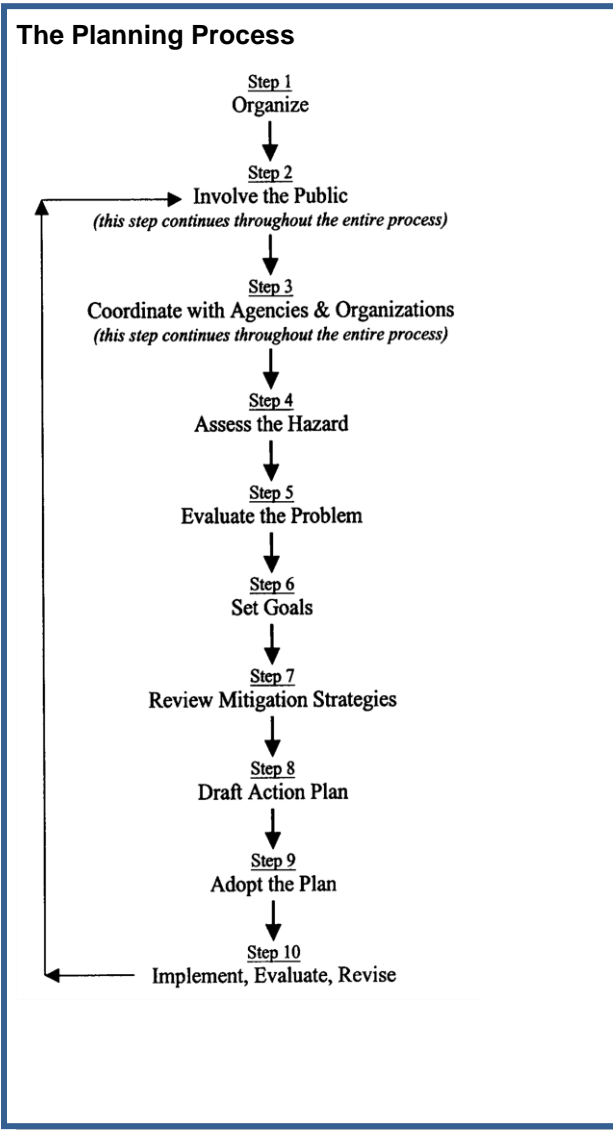 The Planning Process
Step 1
Organize
Step 2
Involve the Public
(this step continues throughout the entire process)
Step 3
Coordinate with Agencies & Organizations
(this step continues throughout the entire process)
Step 4
Assess the Hazard
Step 5
Evaluate the Problem
Step 6
Set Goals
Step 7
Review Mitigation Strategies
Step 8
Draft Action Plan
Step 9
Adopt the Plan
Step 10
Implement, Evaluate, Revise